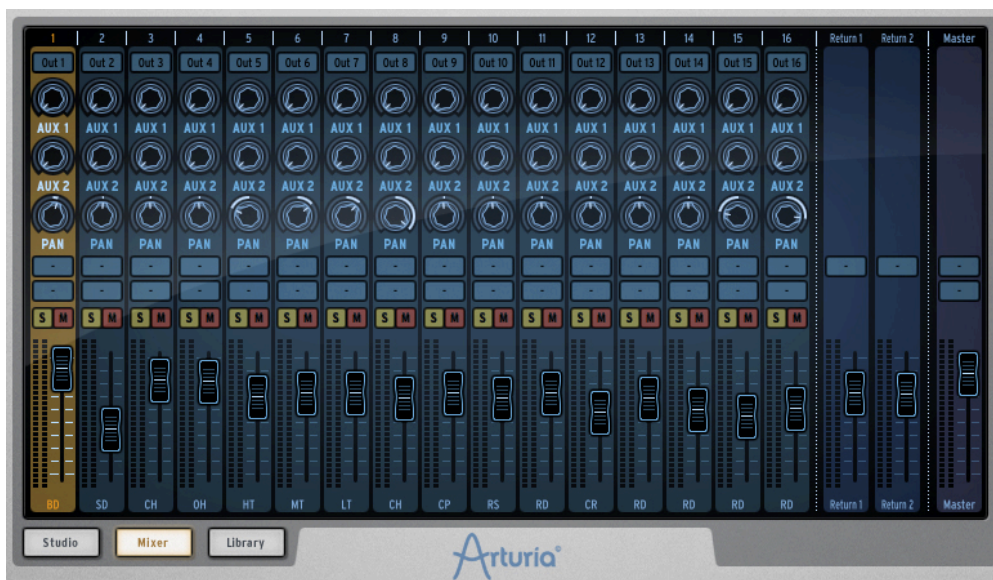 1 2 3 4 5 6 7 8 9 10 11 12 13 14 15 16 Return 1 Return 2 Master
Out 1 Out 2 Out 3 Out 4 Out 5 Out 6 Out 7 Out 8 Out 9 Out 10 Out 11 Out 12 Out 13 Out 14 Out 15 Out 16
AUX 1 AUX 1 AUX 1 AUX 1 AUX 1 AUX 1 AUX 1 AUX 1 AUX 1 AUX 1 AUX 1 AUX 1 AUX 1 AUX 1 AUX 1 AUX 1
AUX 2 AUX 2 AUX 2 AUX 2 AUX 2 AUX 2 AUX 2 AUX 2 AUX 2 AUX 2 AUX 2 AUX 2 AUX 2 AUX 2 AUX 2 AUX 2
PAN PAN PAN PAN PAN PAN PAN PAN PAN PAN PAN PAN PAN PAN PAN PAN
- - - - - - - - - - - - - - - - - - -
- - - - - - - - - - - - - - - - -
S M S M S M S M S M S M S M S M S M S M S M S M S M S M S M S M
BD SD CH OH HT MT LT CH CP RS RD CR RD RD RD RD Return 1 Return 2 Master
Studio Mixer Library
Arturia